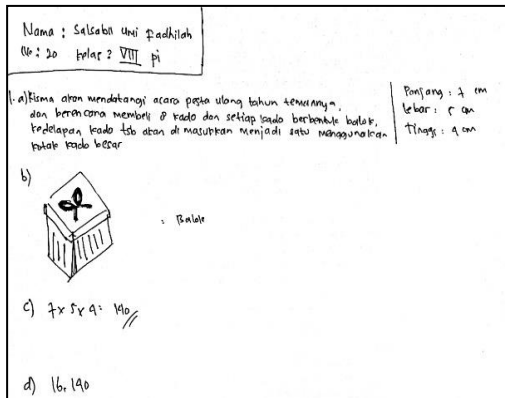 Nama : Salsabil Umi Fadhilah
No : 20 kelas : VIII pi
1. a) Risma akan mendatangi acara pesta ulang tahun temannya,
dan berencana membeli 8 kado dan setiap kado berbentuk balok,
kedelapan kado tsb akan di masukkan menjadi satu menggunakan
kotak kado besar
Panjang : 7 cm
lebar : 5 cm
Tinggi : 4 cm
b)
: Balok
c) 7 x 5 x 4 = 140
d) 16.140